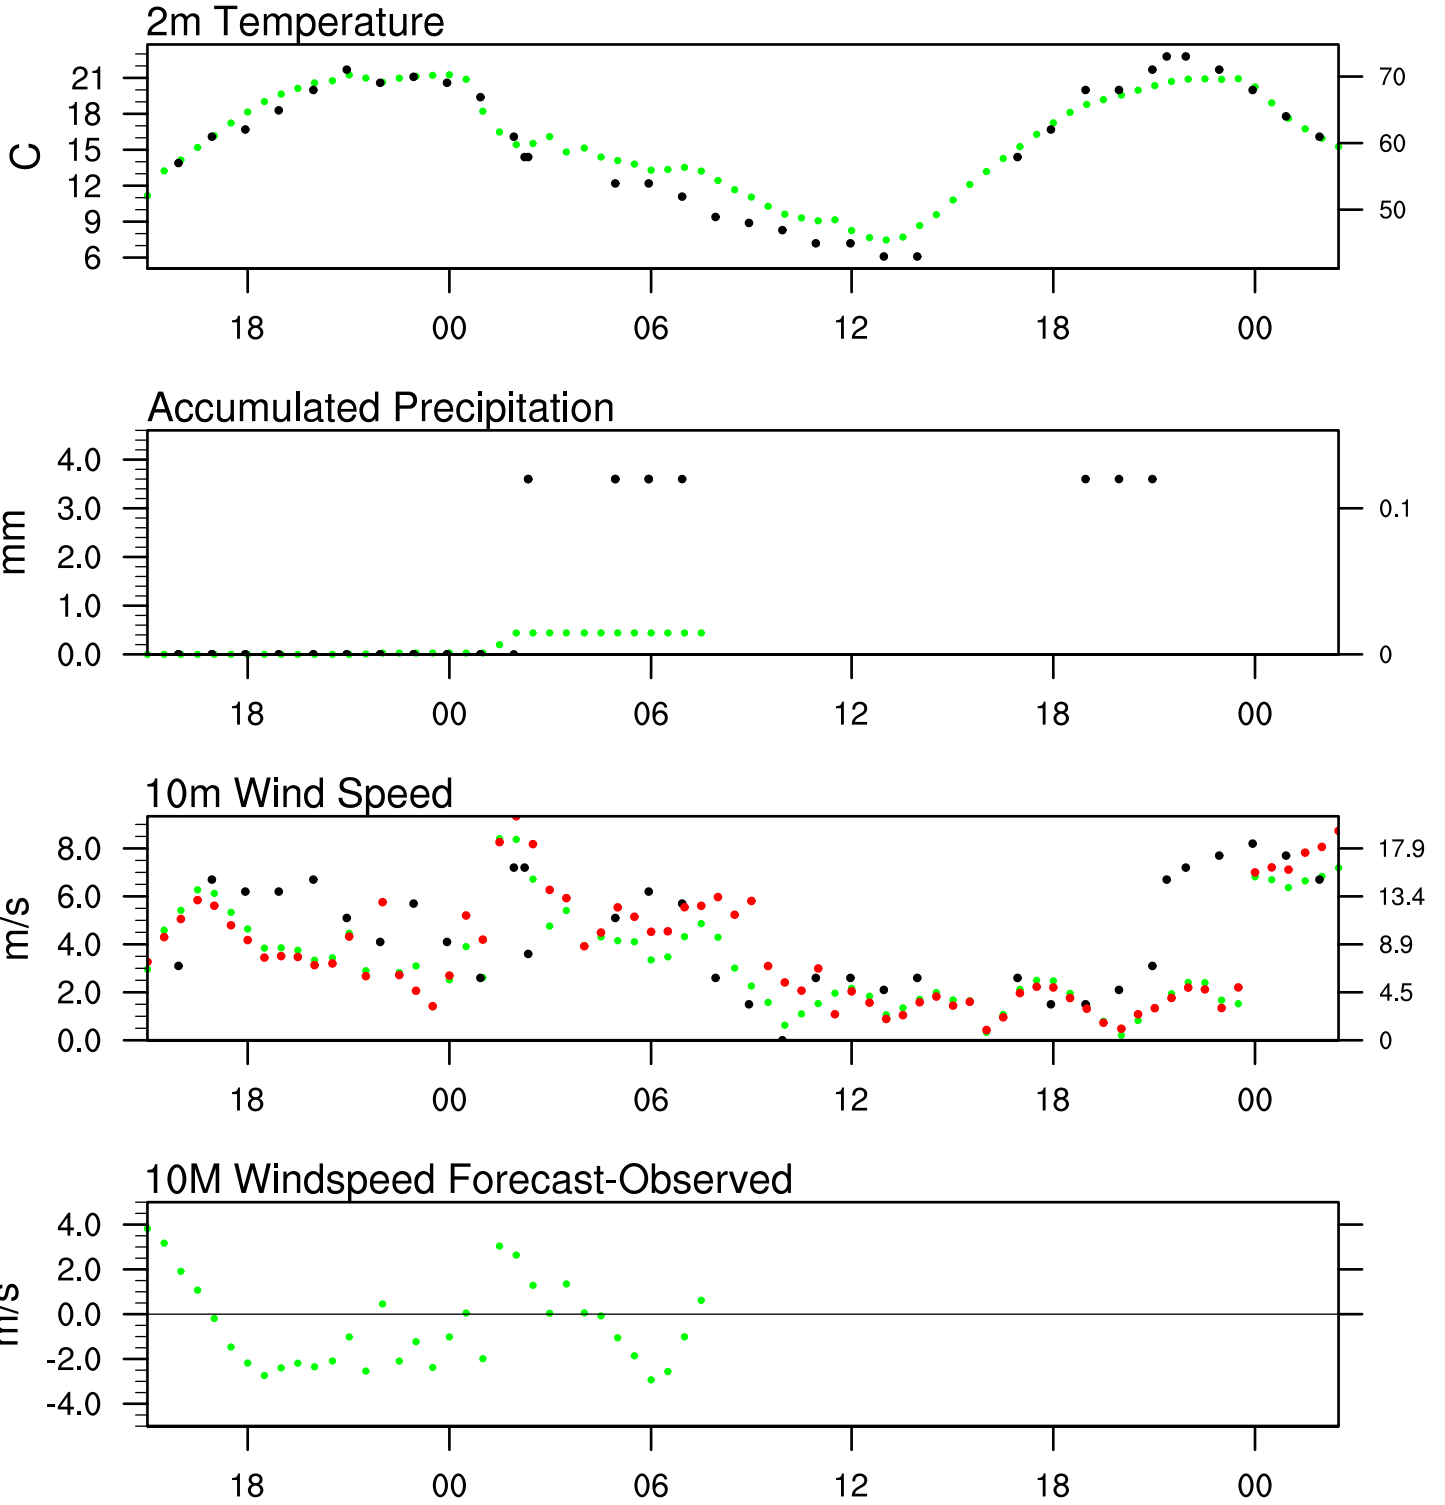 2m Temperature
21
18
15
12
9
6
C
70
60
50
18 00 06 12 18 00
Accumulated Precipitation
4.0
3.0
2.0
1.0
0.0
mm
0.1
0
18 00 06 12 18 00
10m Wind Speed
8.0
6.0
4.0
2.0
0.0
m/s
17.9
13.4
8.9
4.5
0
18 00 06 12 18 00
10M Windspeed Forecast-Observed
4.0
2.0
0.0
-2.0
-4.0
m/s
18 00 06 12 18 00